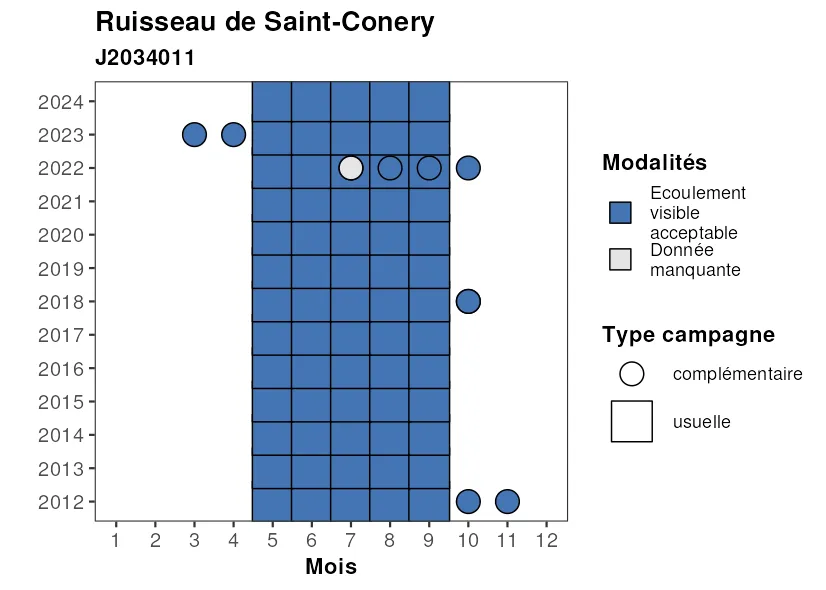 Ruisseau de Saint-Conery
J2034011
2024
2023
2022
2021
2020
2019
2018
2017
2016
2015
2014
2013
2012
1 2 3 4 5 6 7 8 9 10 11 12
Mois
Modalités
Ecoulement
visible
acceptable
Donnée
manquante
Type campagne
complémentaire
usuelle